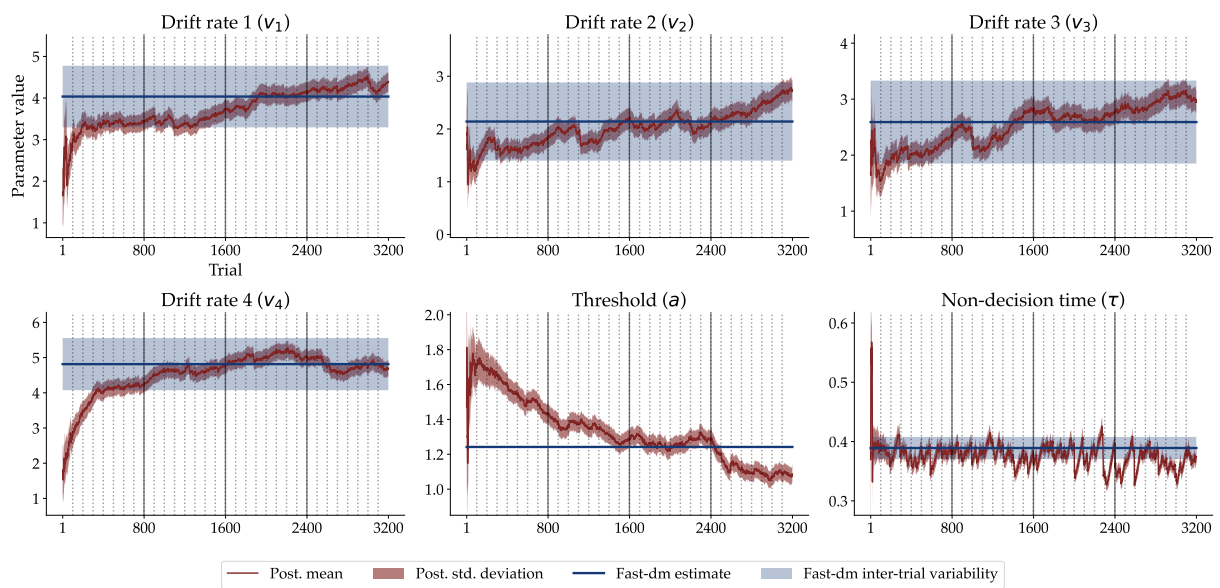 Drift rate 1 (v₁)
Drift rate 2 (v₂)
Drift rate 3 (v₃)
Parameter value
5
4
3
2
1
1 800 1600 2400 3200
Trial
3
2
1
0
1 800 1600 2400 3200
4
3
2
1
1 800 1600 2400 3200
Drift rate 4 (v₄)
Threshold (a)
Non-decision time (τ)
6
5
4
3
2
1
1 800 1600 2400 3200
2.0
1.8
1.6
1.4
1.2
1.0
1 800 1600 2400 3200
0.6
0.5
0.4
0.3
1 800 1600 2400 3200
Post. mean Post. std. deviation Fast-dm estimate Fast-dm inter-trial variability